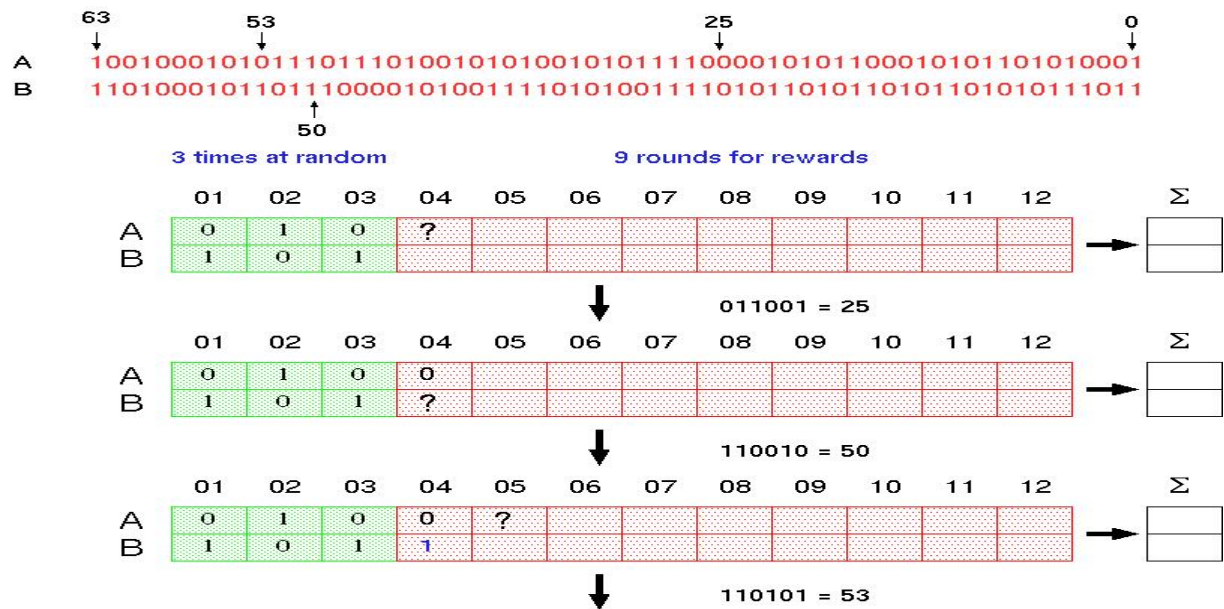 63 53 25 0
A 1001000101011101110100101010010101111000010101100010101101010001
B 1101000101101110000101001111010100111101011010110101101010111011
50
3 times at random 9 rounds for rewards
01 02 03 04 05 06 07 08 09 10 11 12 Σ
A 0 1 0 ?
B 1 0 1
011001 = 25
01 02 03 04 05 06 07 08 09 10 11 12 Σ
A 0 1 0 0
B 1 0 1 ?
110010 = 50
01 02 03 04 05 06 07 08 09 10 11 12 Σ
A 0 1 0 0 ?
B 1 0 1 1
110101 = 53